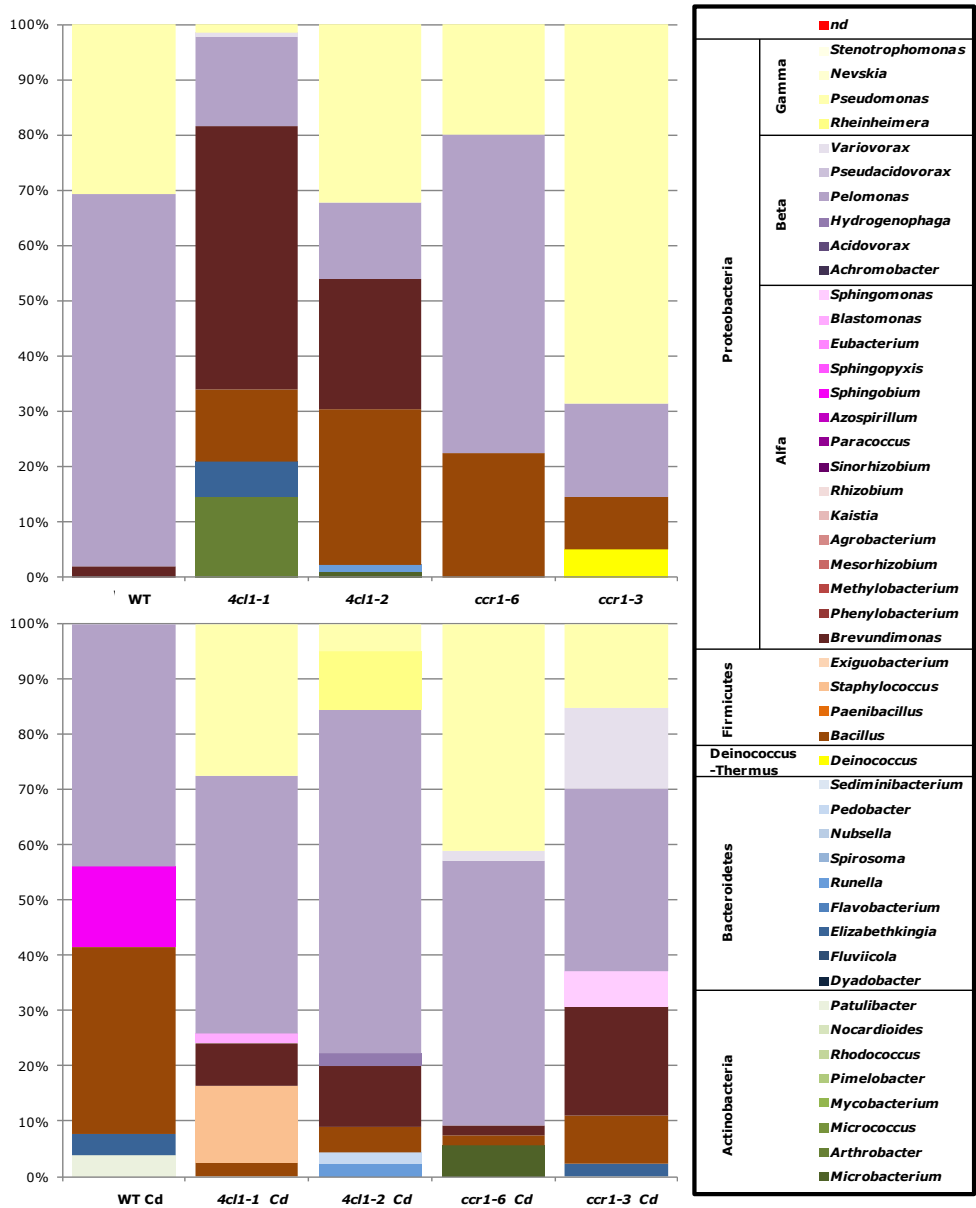 100%
90%
80%
70%
60%
50%
40%
30%
20%
10%
0%
WT 4cl1-1 4cl1-2 ccr1-6 ccr1-3
100%
90%
80%
70%
60%
50%
40%
30%
20%
10%
0%
WT Cd 4cl1-1 Cd 4cl1-2 Cd ccr1-6 Cd ccr1-3 Cd
nd
Proteobacteria
Gamma
Stenotrophomonas
Nevskia
Pseudomonas
Rheinheimera
Beta
Variovorax
Pseudacidovorax
Pelomonas
Hydrogenophaga
Acidovorax
Achromobacter
Alfa
Sphingomonas
Blastomonas
Eubacterium
Sphingopyxis
Sphingobium
Azospirillum
Paracoccus
Sinorhizobium
Rhizobium
Kaistia
Agrobacterium
Mesorhizobium
Methylobacterium
Phenylobacterium
Brevundimonas
Firmicutes
Exiguobacterium
Staphylococcus
Paenibacillus
Bacillus
Deinococcus
-Thermus
Deinococcus
Bacteroidetes
Sediminibacterium
Pedobacter
Nubsella
Spirosoma
Runella
Flavobacterium
Elizabethkingia
Fluviicola
Dyadobacter
Actinobacteria
Patulibacter
Nocardioides
Rhodococcus
Pimelobacter
Mycobacterium
Micrococcus
Arthrobacter
Microbacterium